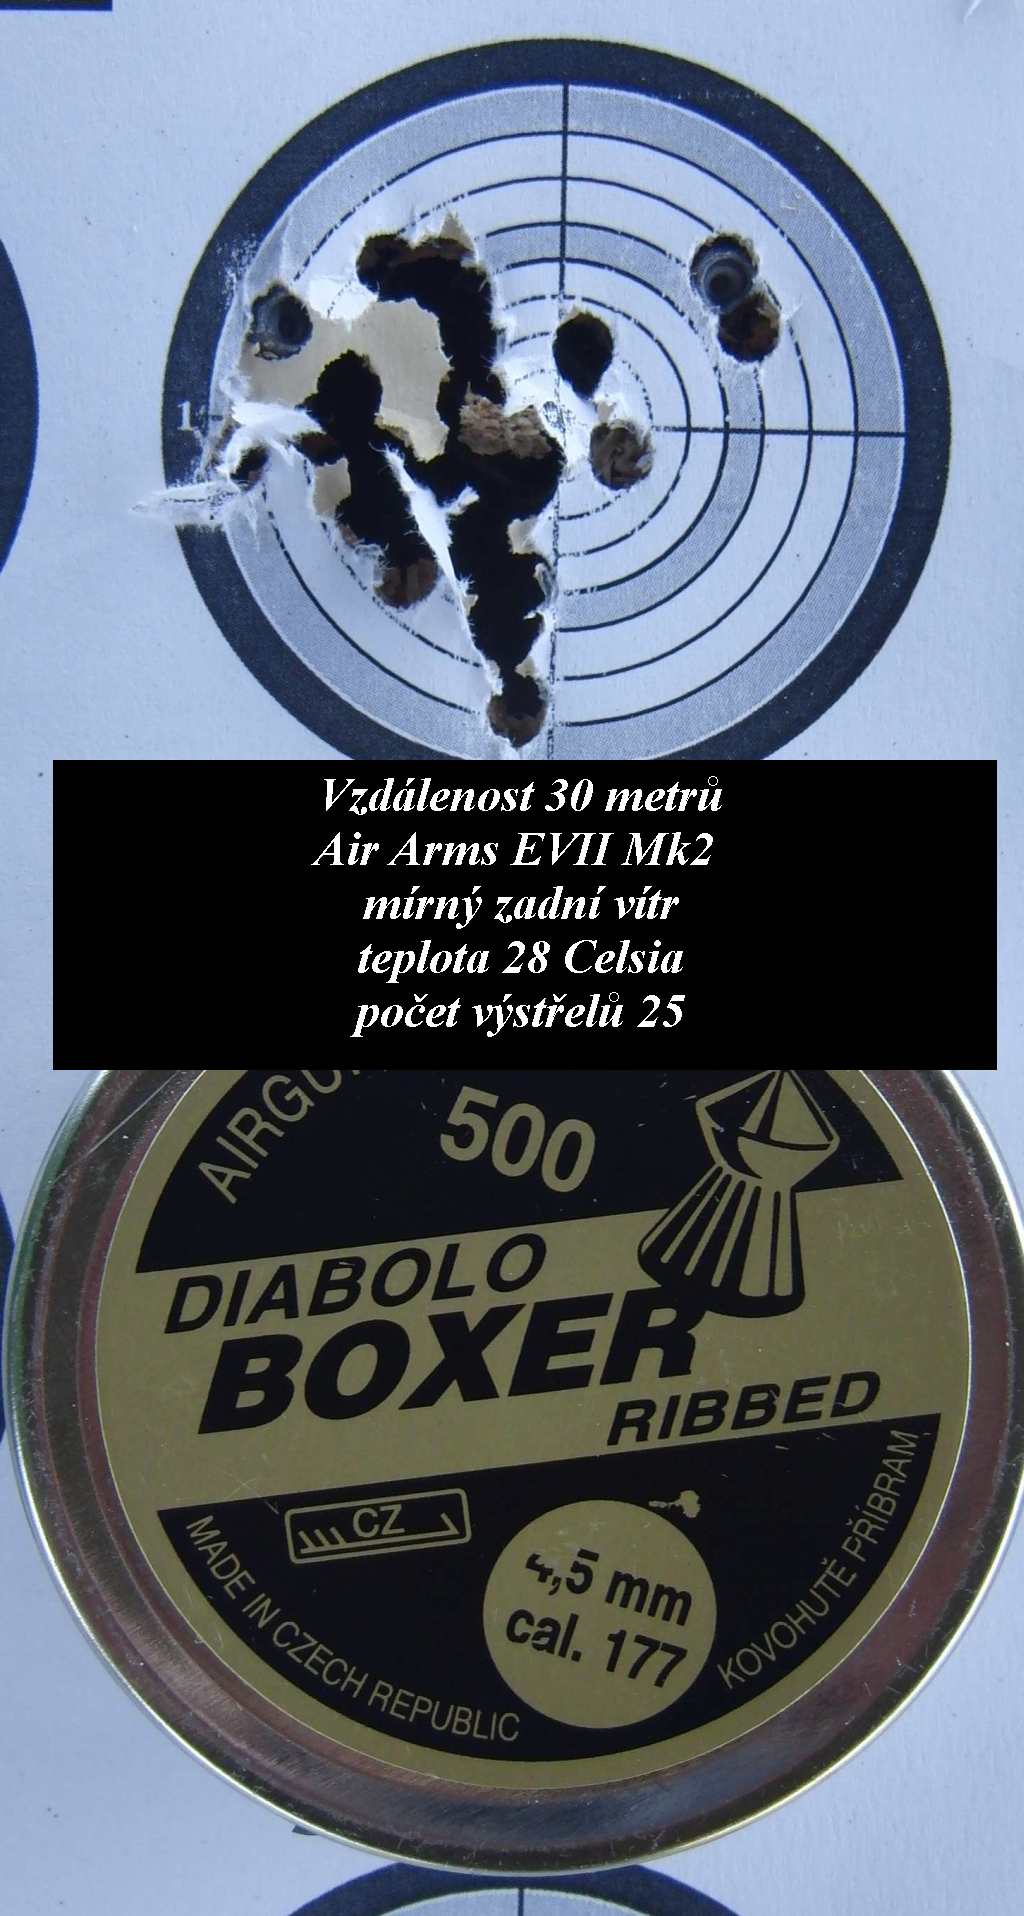 1
Vzdálenost 30 metrů
Air Arms EVII Mk2
mírný zadní vítr
teplota 28 Celsia
počet výstřelů 25
500
DIABOLO
BOXER
RIBBED
CZ
4,5 mm
cal. 177
MADE IN CZECH REPUBLIC
KOVOHUTĚ PŘÍBRAM